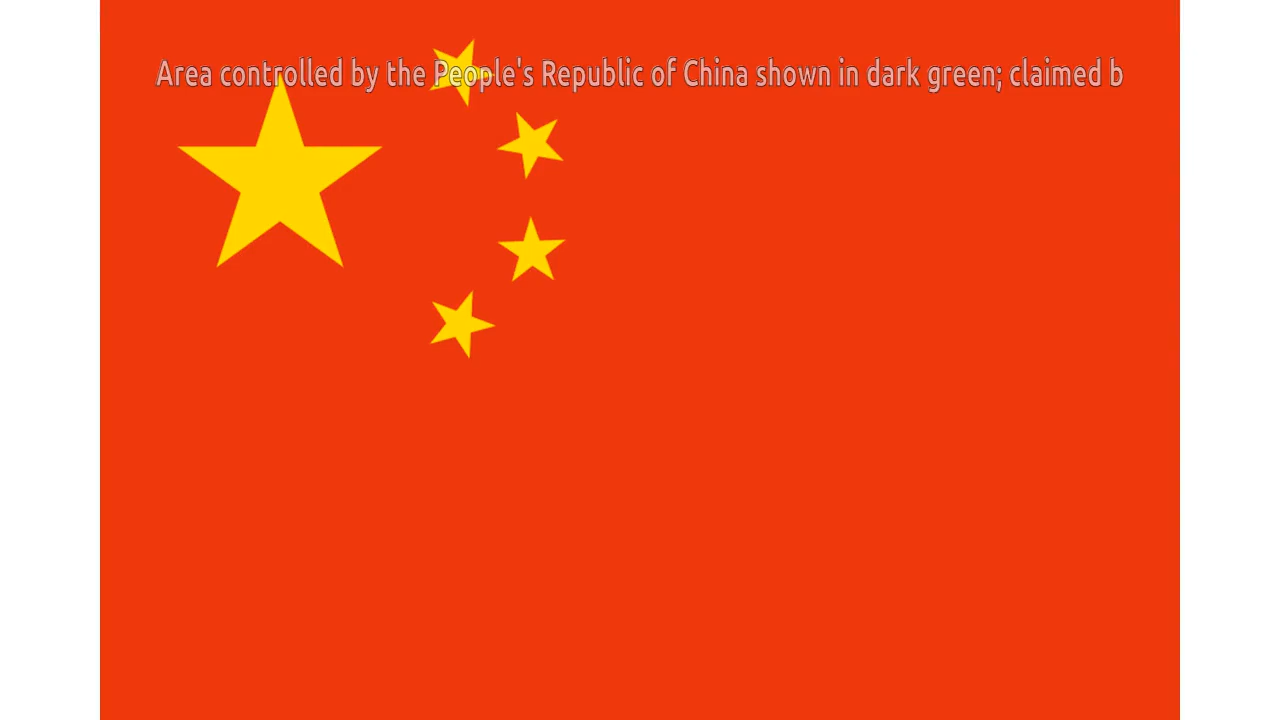 Area controlled by the People's Republic of China shown in dark green; claimed b